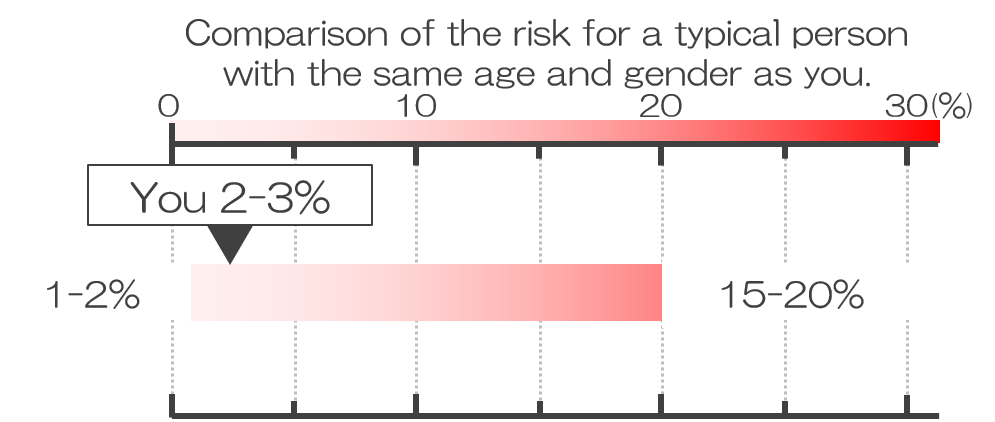 Comparison of the risk for a typical person
with the same age and gender as you.
0 10 20 30(%)
You 2-3%
1-2% 15-20%